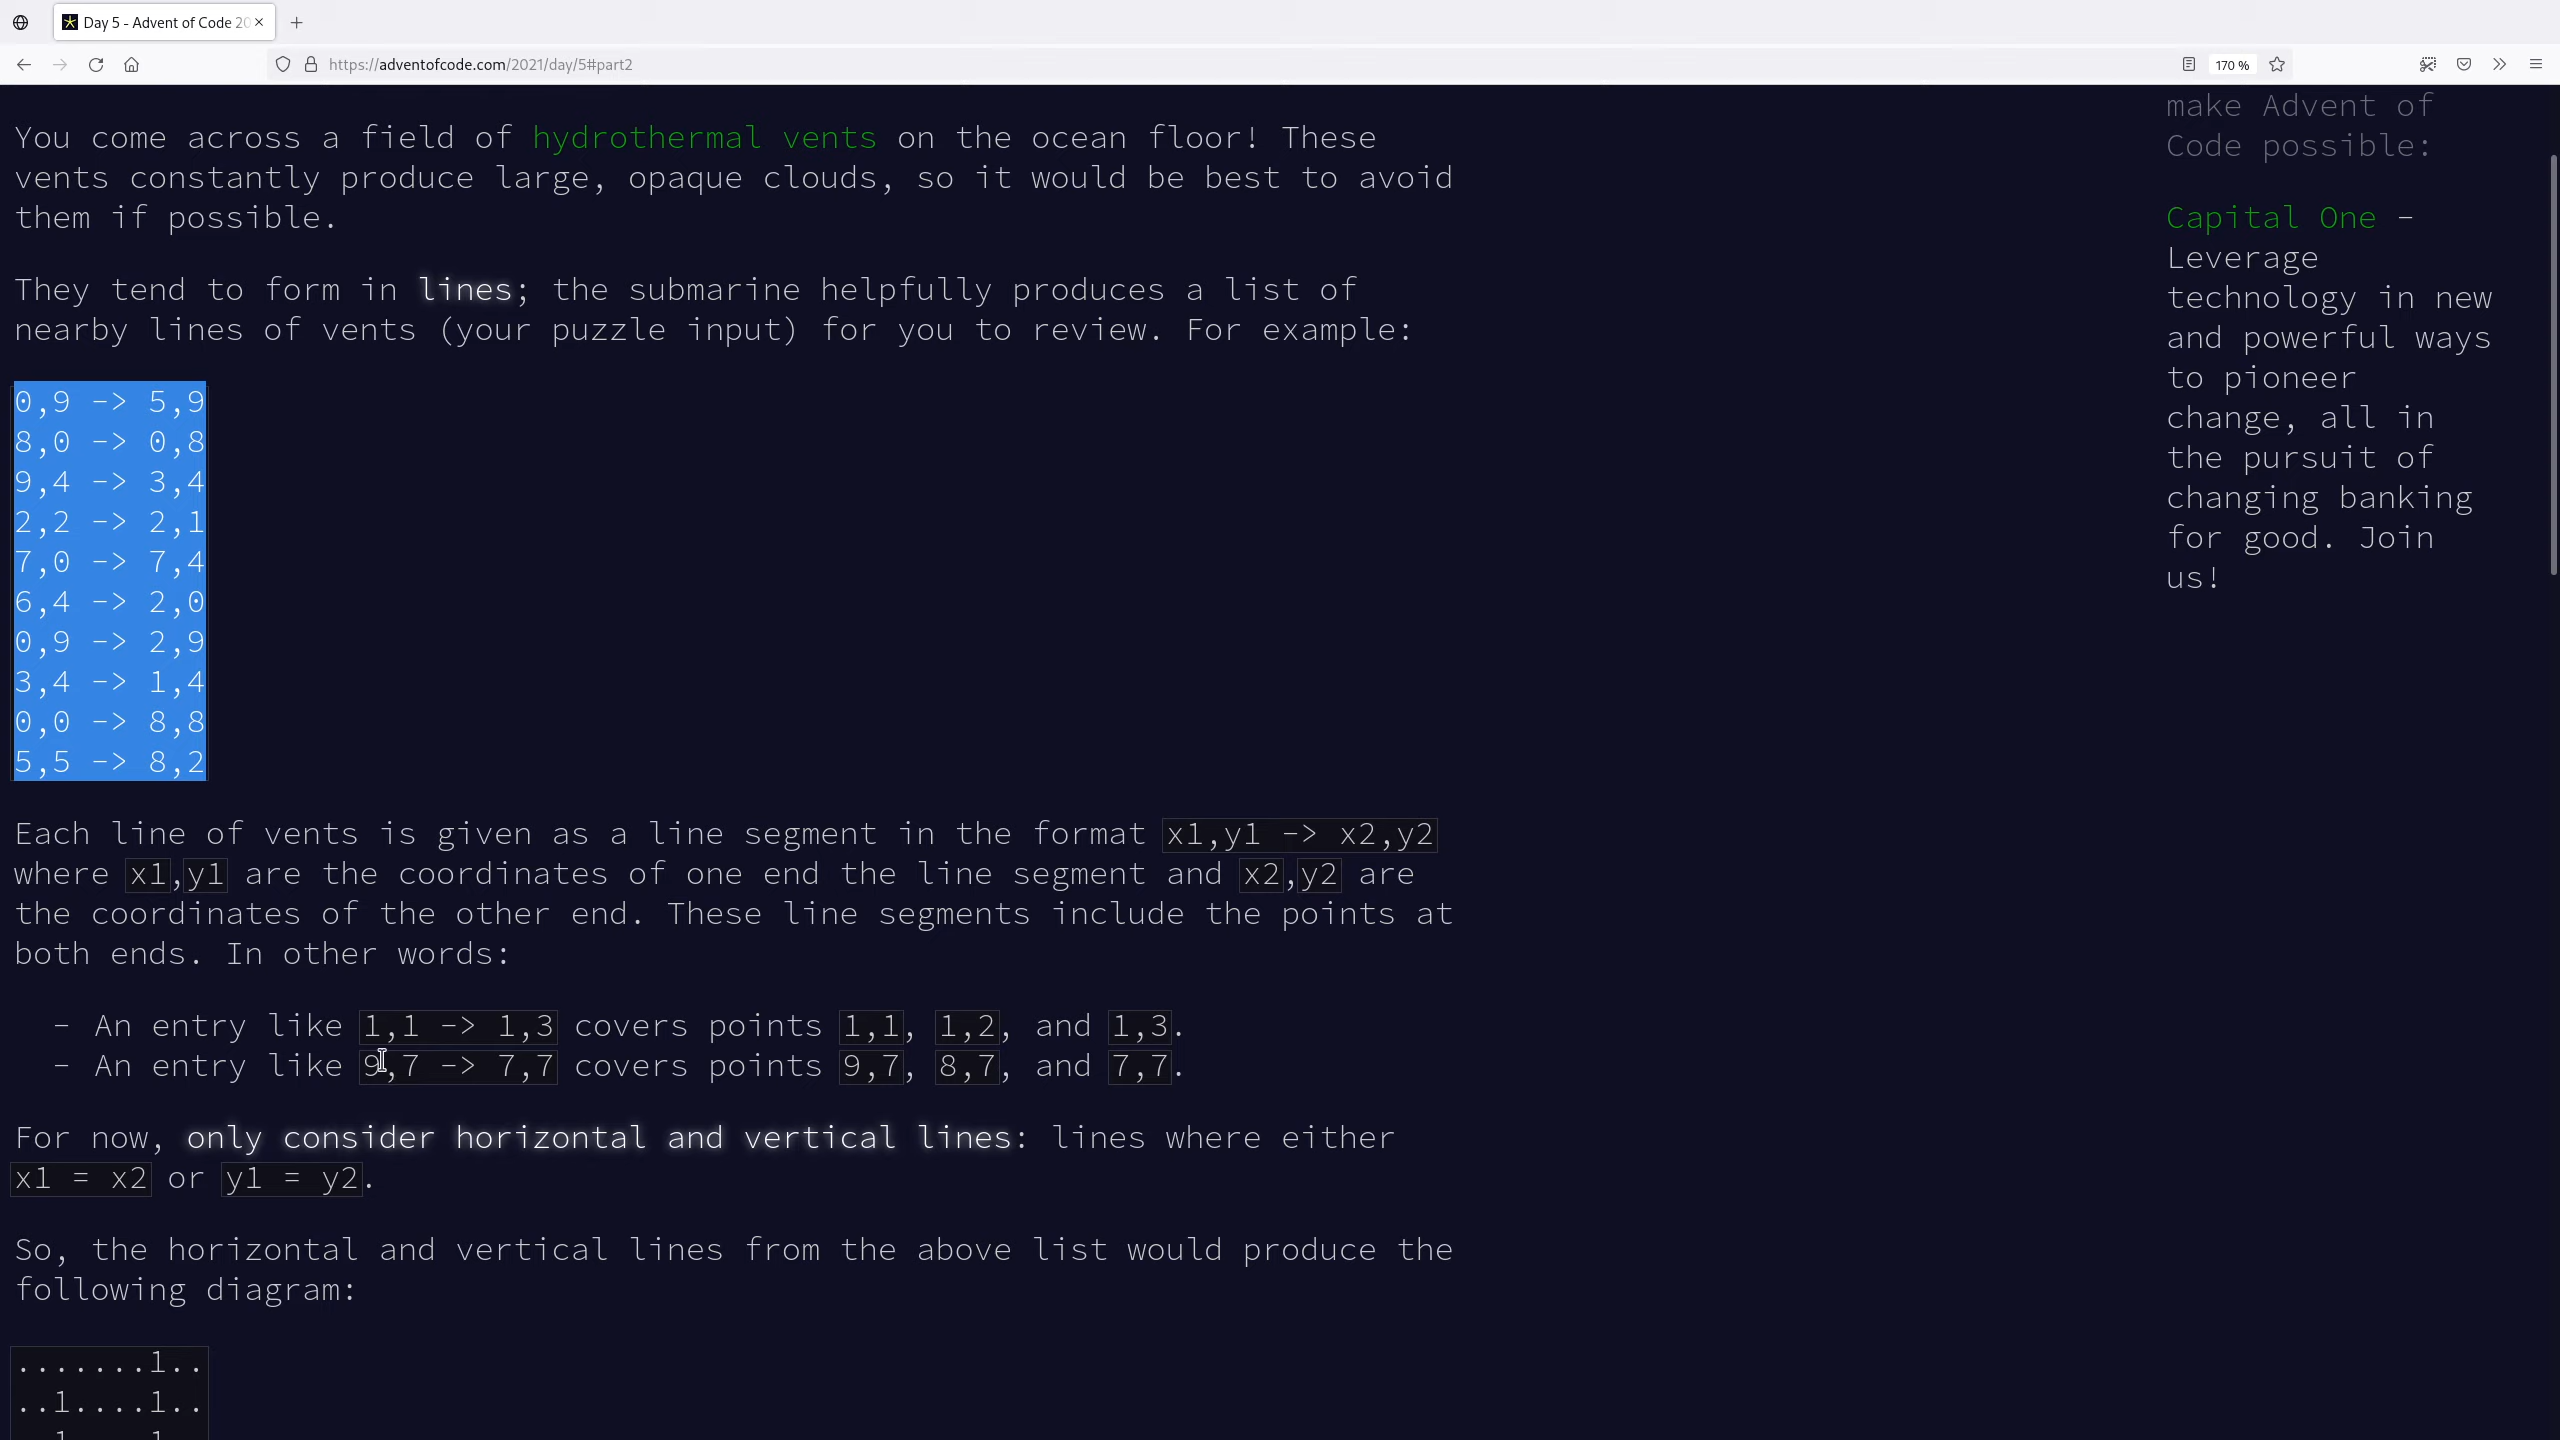 Day 5 - Advent of Code 20
https://adventofcode.com/2021/day/5#part2
170 %
You come across a field of hydrothermal vents on the ocean floor! These
vents constantly produce large, opaque clouds, so it would be best to avoid
them if possible.
They tend to form in lines; the submarine helpfully produces a list of
nearby lines of vents (your puzzle input) for you to review. For example:
0,9 -> 5,9
8,0 -> 0,8
9,4 -> 3,4
2,2 -> 2,1
7,0 -> 7,4
6,4 -> 2,0
0,9 -> 2,9
3,4 -> 1,4
0,0 -> 8,8
5,5 -> 8,2
Each line of vents is given as a line segment in the format x1,y1 -> x2,y2
where x1,y1 are the coordinates of one end the line segment and x2,y2 are
the coordinates of the other end. These line segments include the points at
both ends. In other words:
- An entry like 1,1 -> 1,3 covers points 1,1, 1,2, and 1,3.
- An entry like 9,7 -> 7,7 covers points 9,7, 8,7, and 7,7.
For now, only consider horizontal and vertical lines: lines where either
x1 = x2 or y1 = y2.
So, the horizontal and vertical lines from the above list would produce the
following diagram:
.......1..
..1....1..
make Advent of
Code possible:
Capital One -
Leverage
technology in new
and powerful ways
to pioneer
change, all in
the pursuit of
changing banking
for good. Join
us!